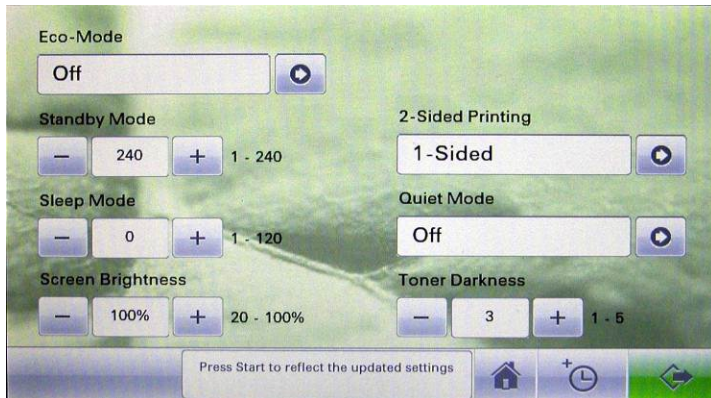 Eco-Mode
Off
Standby Mode
− 240 + 1 - 240
Sleep Mode
− 0 + 1 - 120
Screen Brightness
− 100% + 20 - 100%
2-Sided Printing
1-Sided
Quiet Mode
Off
Toner Darkness
− 3 + 1 - 5
Press Start to reflect the updated settings